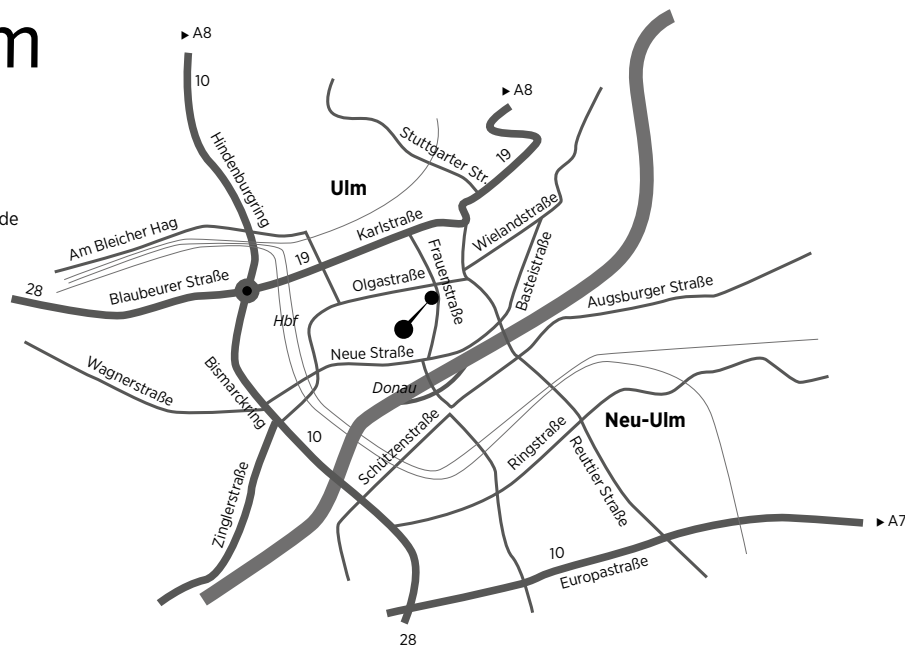 m
▸ A8
10
▸ A8
Hindenburgring
Stuttgarter Str.
19
Ulm
de
Am Bleicher Hag
Karlstraße
Wielandstraße
19
Frauenstraße
Basteistraße
28
Blaubeurer Straße
Olgastraße
Augsburger Straße
Hbf
Neue Straße
Wagnerstraße
Bismarckring
Donau
Neu-Ulm
10
Schützenstraße
Ringstraße
Reuttier Straße
Zinglerstraße
▸ A7
10
Europastraße
28